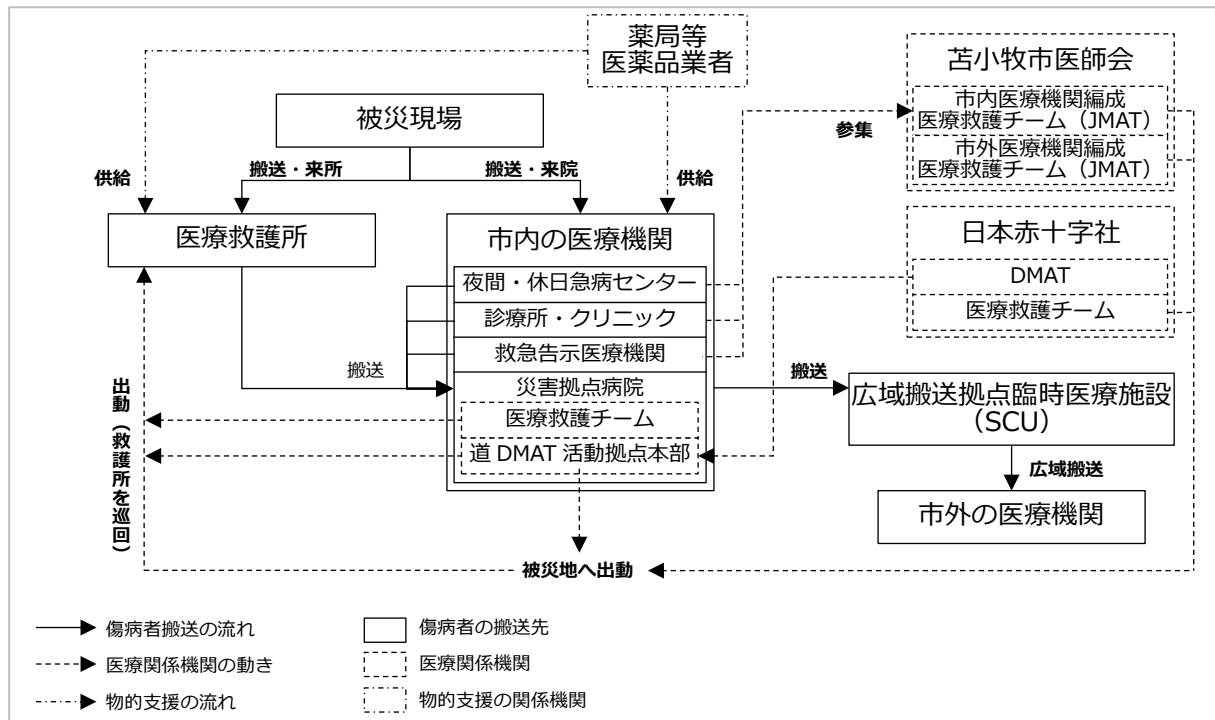 薬局等
医薬品業者
苫小牧市医師会
市内医療機関編成
医療救護チーム（JMAT）
市外医療機関編成
医療救護チーム（JMAT）
被災現場
参集
搬送・来所
搬送・来院
供給
供給
医療救護所
市内の医療機関
夜間・休日急病センター
診療所・クリニック
救急告示医療機関
災害拠点病院
医療救護チーム
道 DMAT 活動拠点本部
日本赤十字社
DMAT
医療救護チーム
搬送
搬送
広域搬送拠点臨時医療施設
（SCU）
広域搬送
市外の医療機関
出動（救護所を巡回）
被災地へ出動
傷病者搬送の流れ
傷病者の搬送先
医療関係機関の動き
医療関係機関
物的支援の流れ
物的支援の関係機関